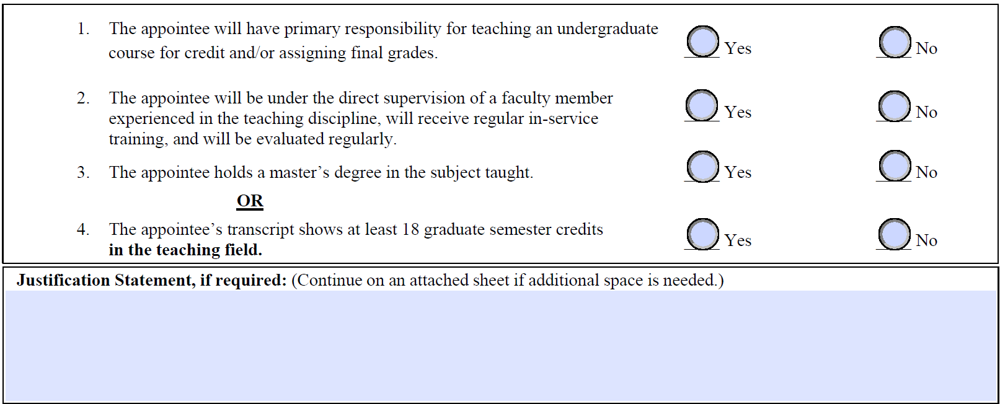 1. The appointee will have primary responsibility for teaching an undergraduate
course for credit and/or assigning final grades.
Yes No
2. The appointee will be under the direct supervision of a faculty member
experienced in the teaching discipline, will receive regular in-service
training, and will be evaluated regularly.
Yes No
3. The appointee holds a master’s degree in the subject taught.
Yes No
OR
4. The appointee’s transcript shows at least 18 graduate semester credits
in the teaching field.
Yes No
Justification Statement, if required: (Continue on an attached sheet if additional space is needed.)